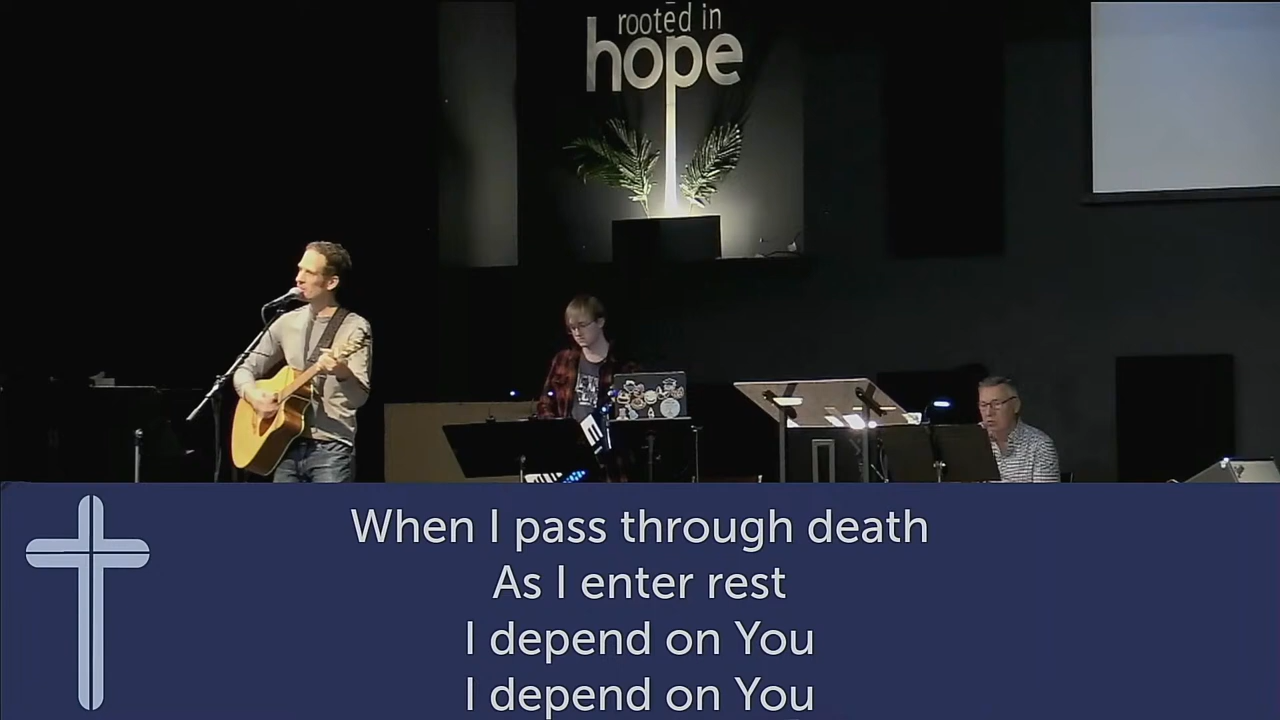 rooted in
hope
When I pass through death
As I enter rest
I depend on You
I depend on You